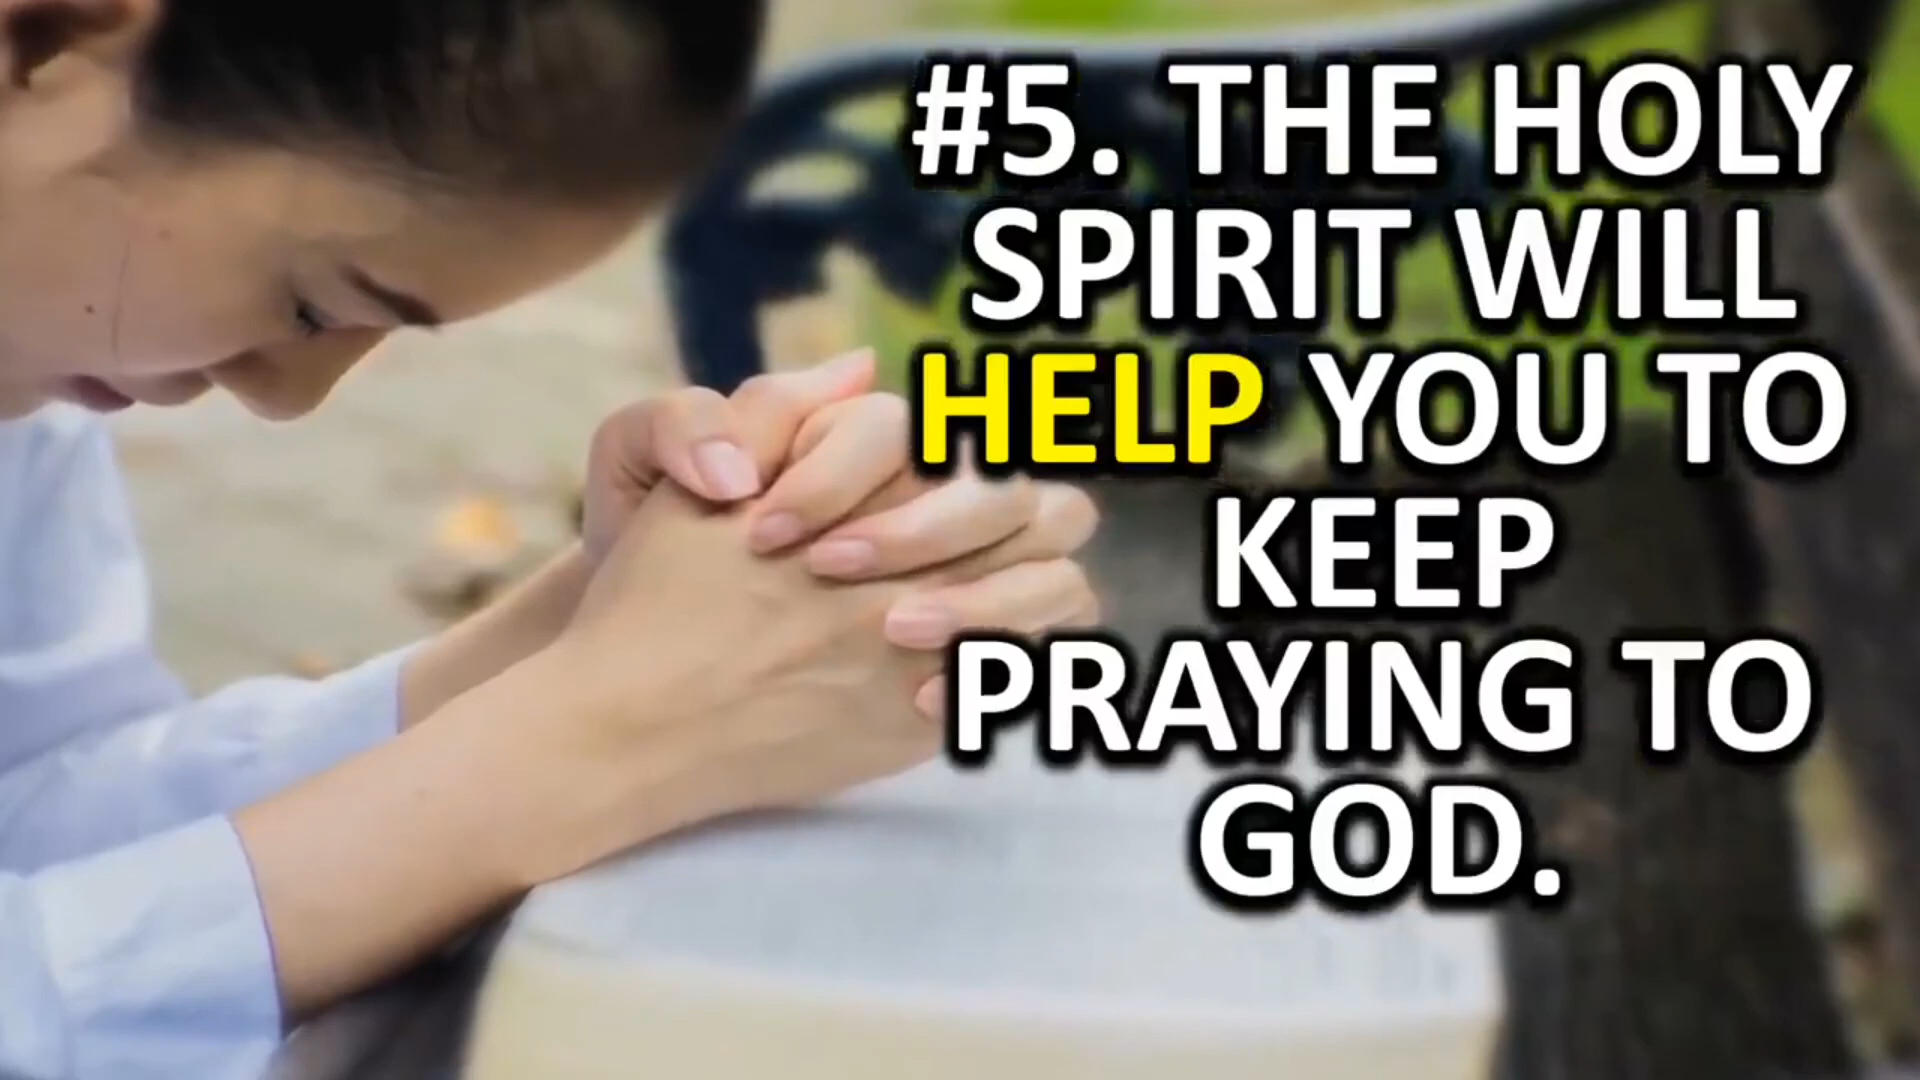 #5. THE HOLY
SPIRIT WILL
HELP YOU TO
KEEP
PRAYING TO
GOD.